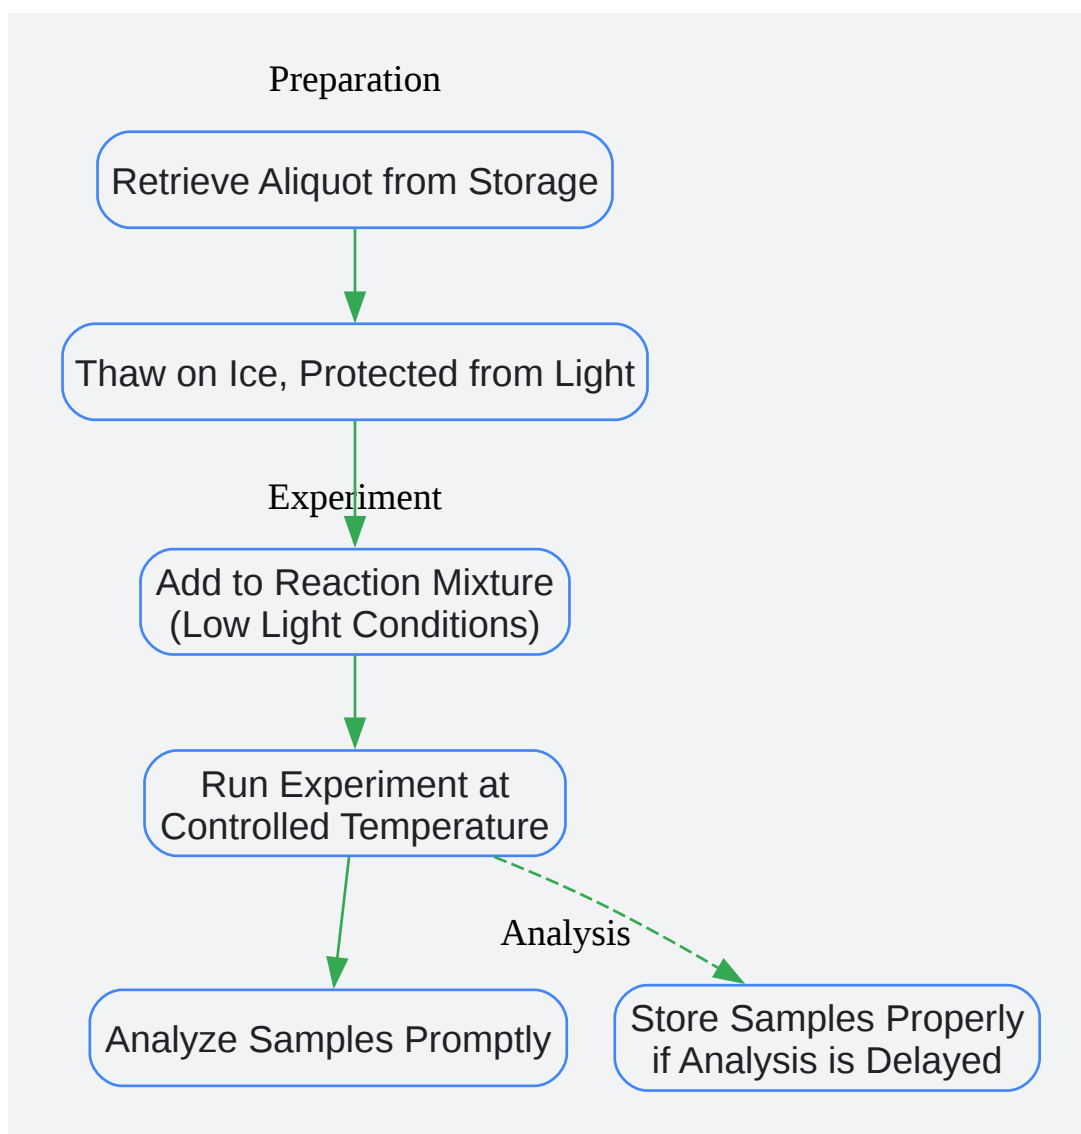 Preparation
Retrieve Aliquot from Storage
Thaw on Ice, Protected from Light
Experiment
Add to Reaction Mixture
(Low Light Conditions)
Run Experiment at
Controlled Temperature
Analysis
Analyze Samples Promptly
Store Samples Properly
if Analysis is Delayed